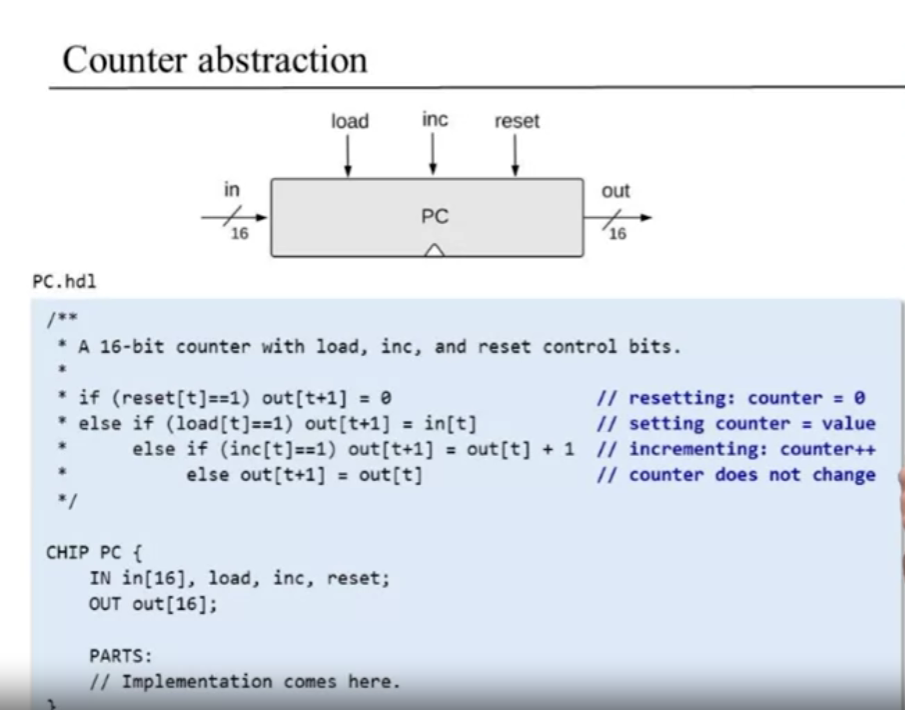 Counter abstraction
load inc reset
in out
PC
16 16
PC.hdl
/**
* A 16-bit counter with load, inc, and reset control bits.
*
* if (reset[t]==1) out[t+1] = 0 // resetting: counter = 0
* else if (load[t]==1) out[t+1] = in[t] // setting counter = value
* else if (inc[t]==1) out[t+1] = out[t] + 1 // incrementing: counter++
* else out[t+1] = out[t] // counter does not change
*/
CHIP PC {
IN in[16], load, inc, reset;
OUT out[16];
PARTS:
// Implementation comes here.
}